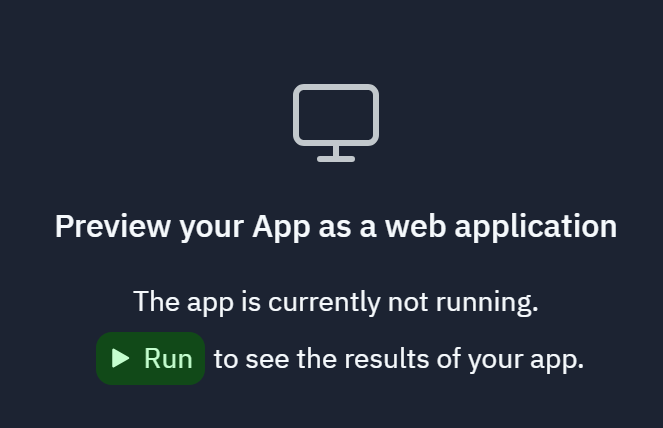 Preview your App as a web application
The app is currently not running.
Run to see the results of your app.